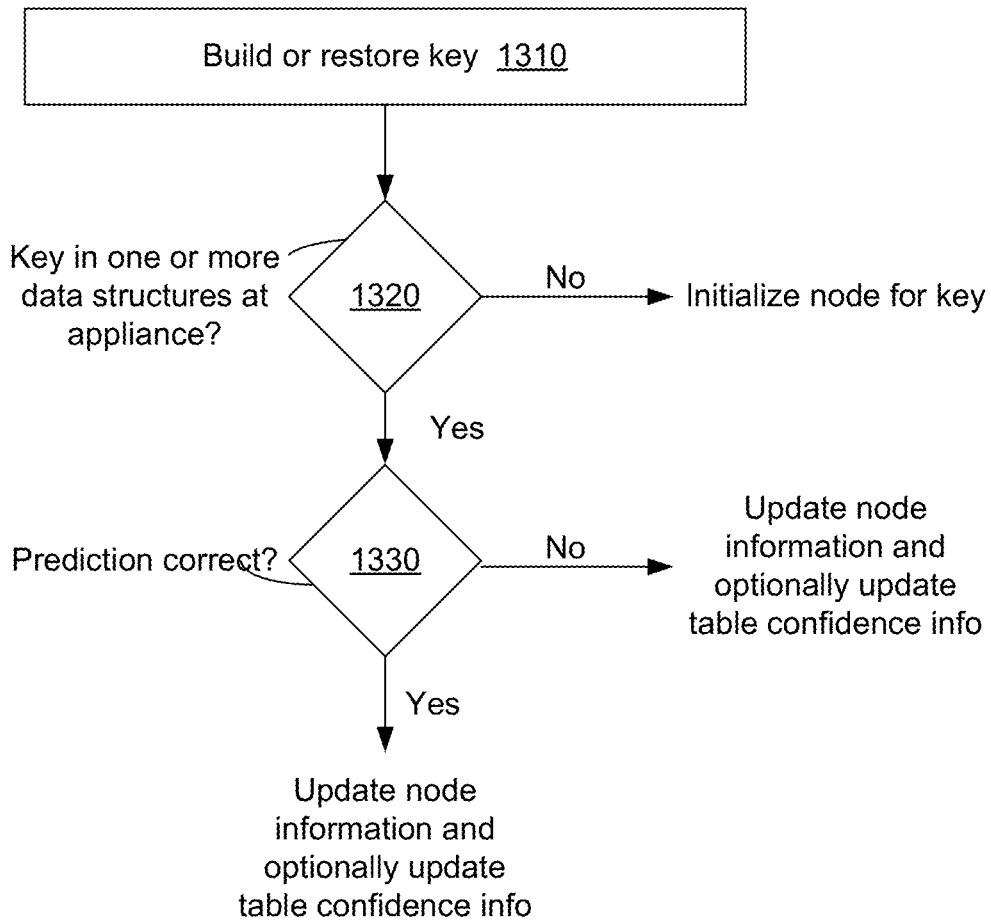 Build or restore key 1310
Key in one or more
data structures at
appliance?
1320
No
Initialize node for key
Yes
Prediction correct?
1330
No
Update node
information and
optionally update
table confidence info
Yes
Update node
information and
optionally update
table confidence info